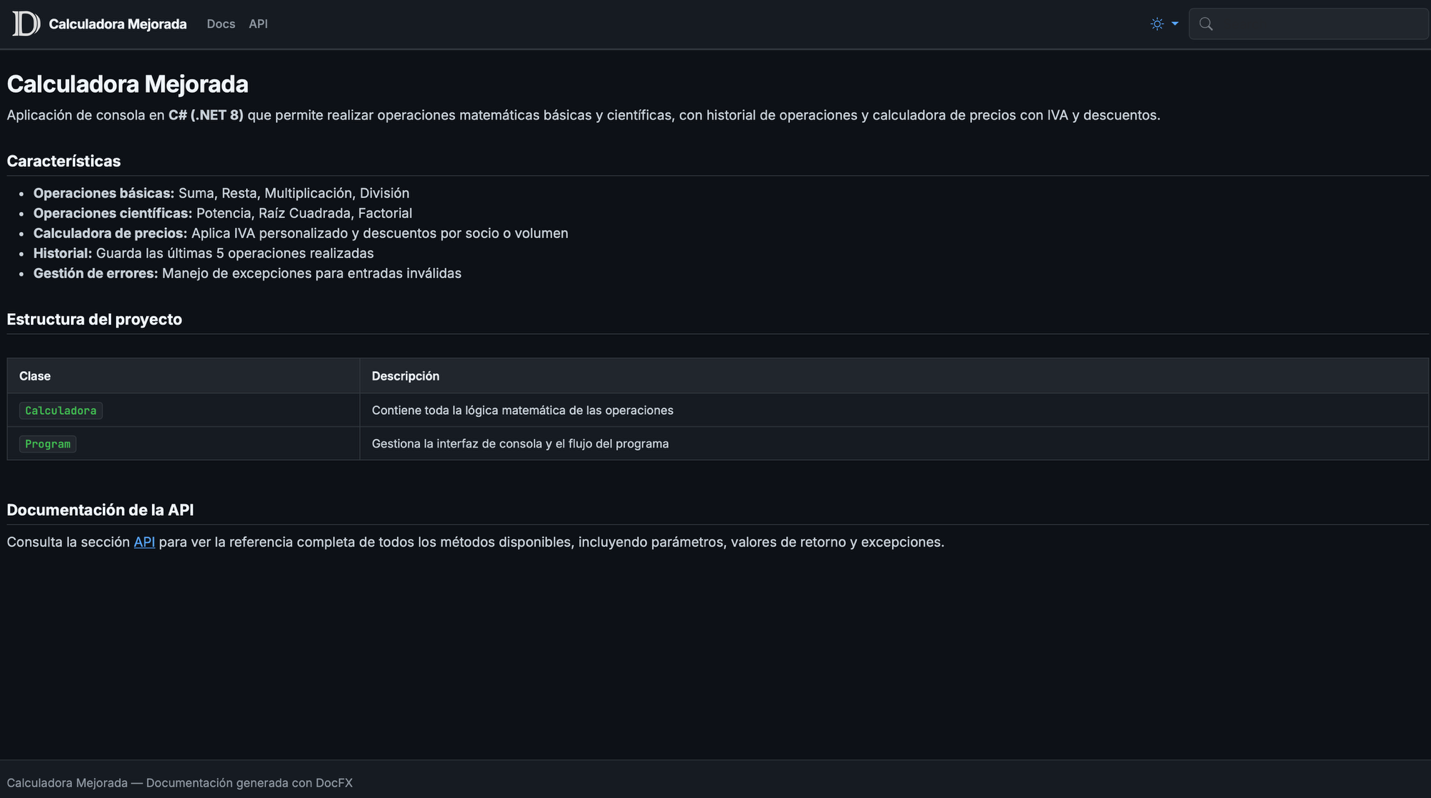 Calculadora Mejorada Docs API
Calculadora Mejorada
Aplicación de consola en C# (.NET 8) que permite realizar operaciones matemáticas básicas y científicas, con historial de operaciones y calculadora de precios con IVA y descuentos.
Características
• Operaciones básicas: Suma, Resta, Multiplicación, División
• Operaciones científicas: Potencia, Raíz Cuadrada, Factorial
• Calculadora de precios: Aplica IVA personalizado y descuentos por socio o volumen
• Historial: Guarda las últimas 5 operaciones realizadas
• Gestión de errores: Manejo de excepciones para entradas inválidas
Estructura del proyecto
Clase Descripción
Calculadora Contiene toda la lógica matemática de las operaciones
Program Gestiona la interfaz de consola y el flujo del programa
Documentación de la API
Consulta la sección API para ver la referencia completa de todos los métodos disponibles, incluyendo parámetros, valores de retorno y excepciones.
Calculadora Mejorada — Documentación generada con DocFX